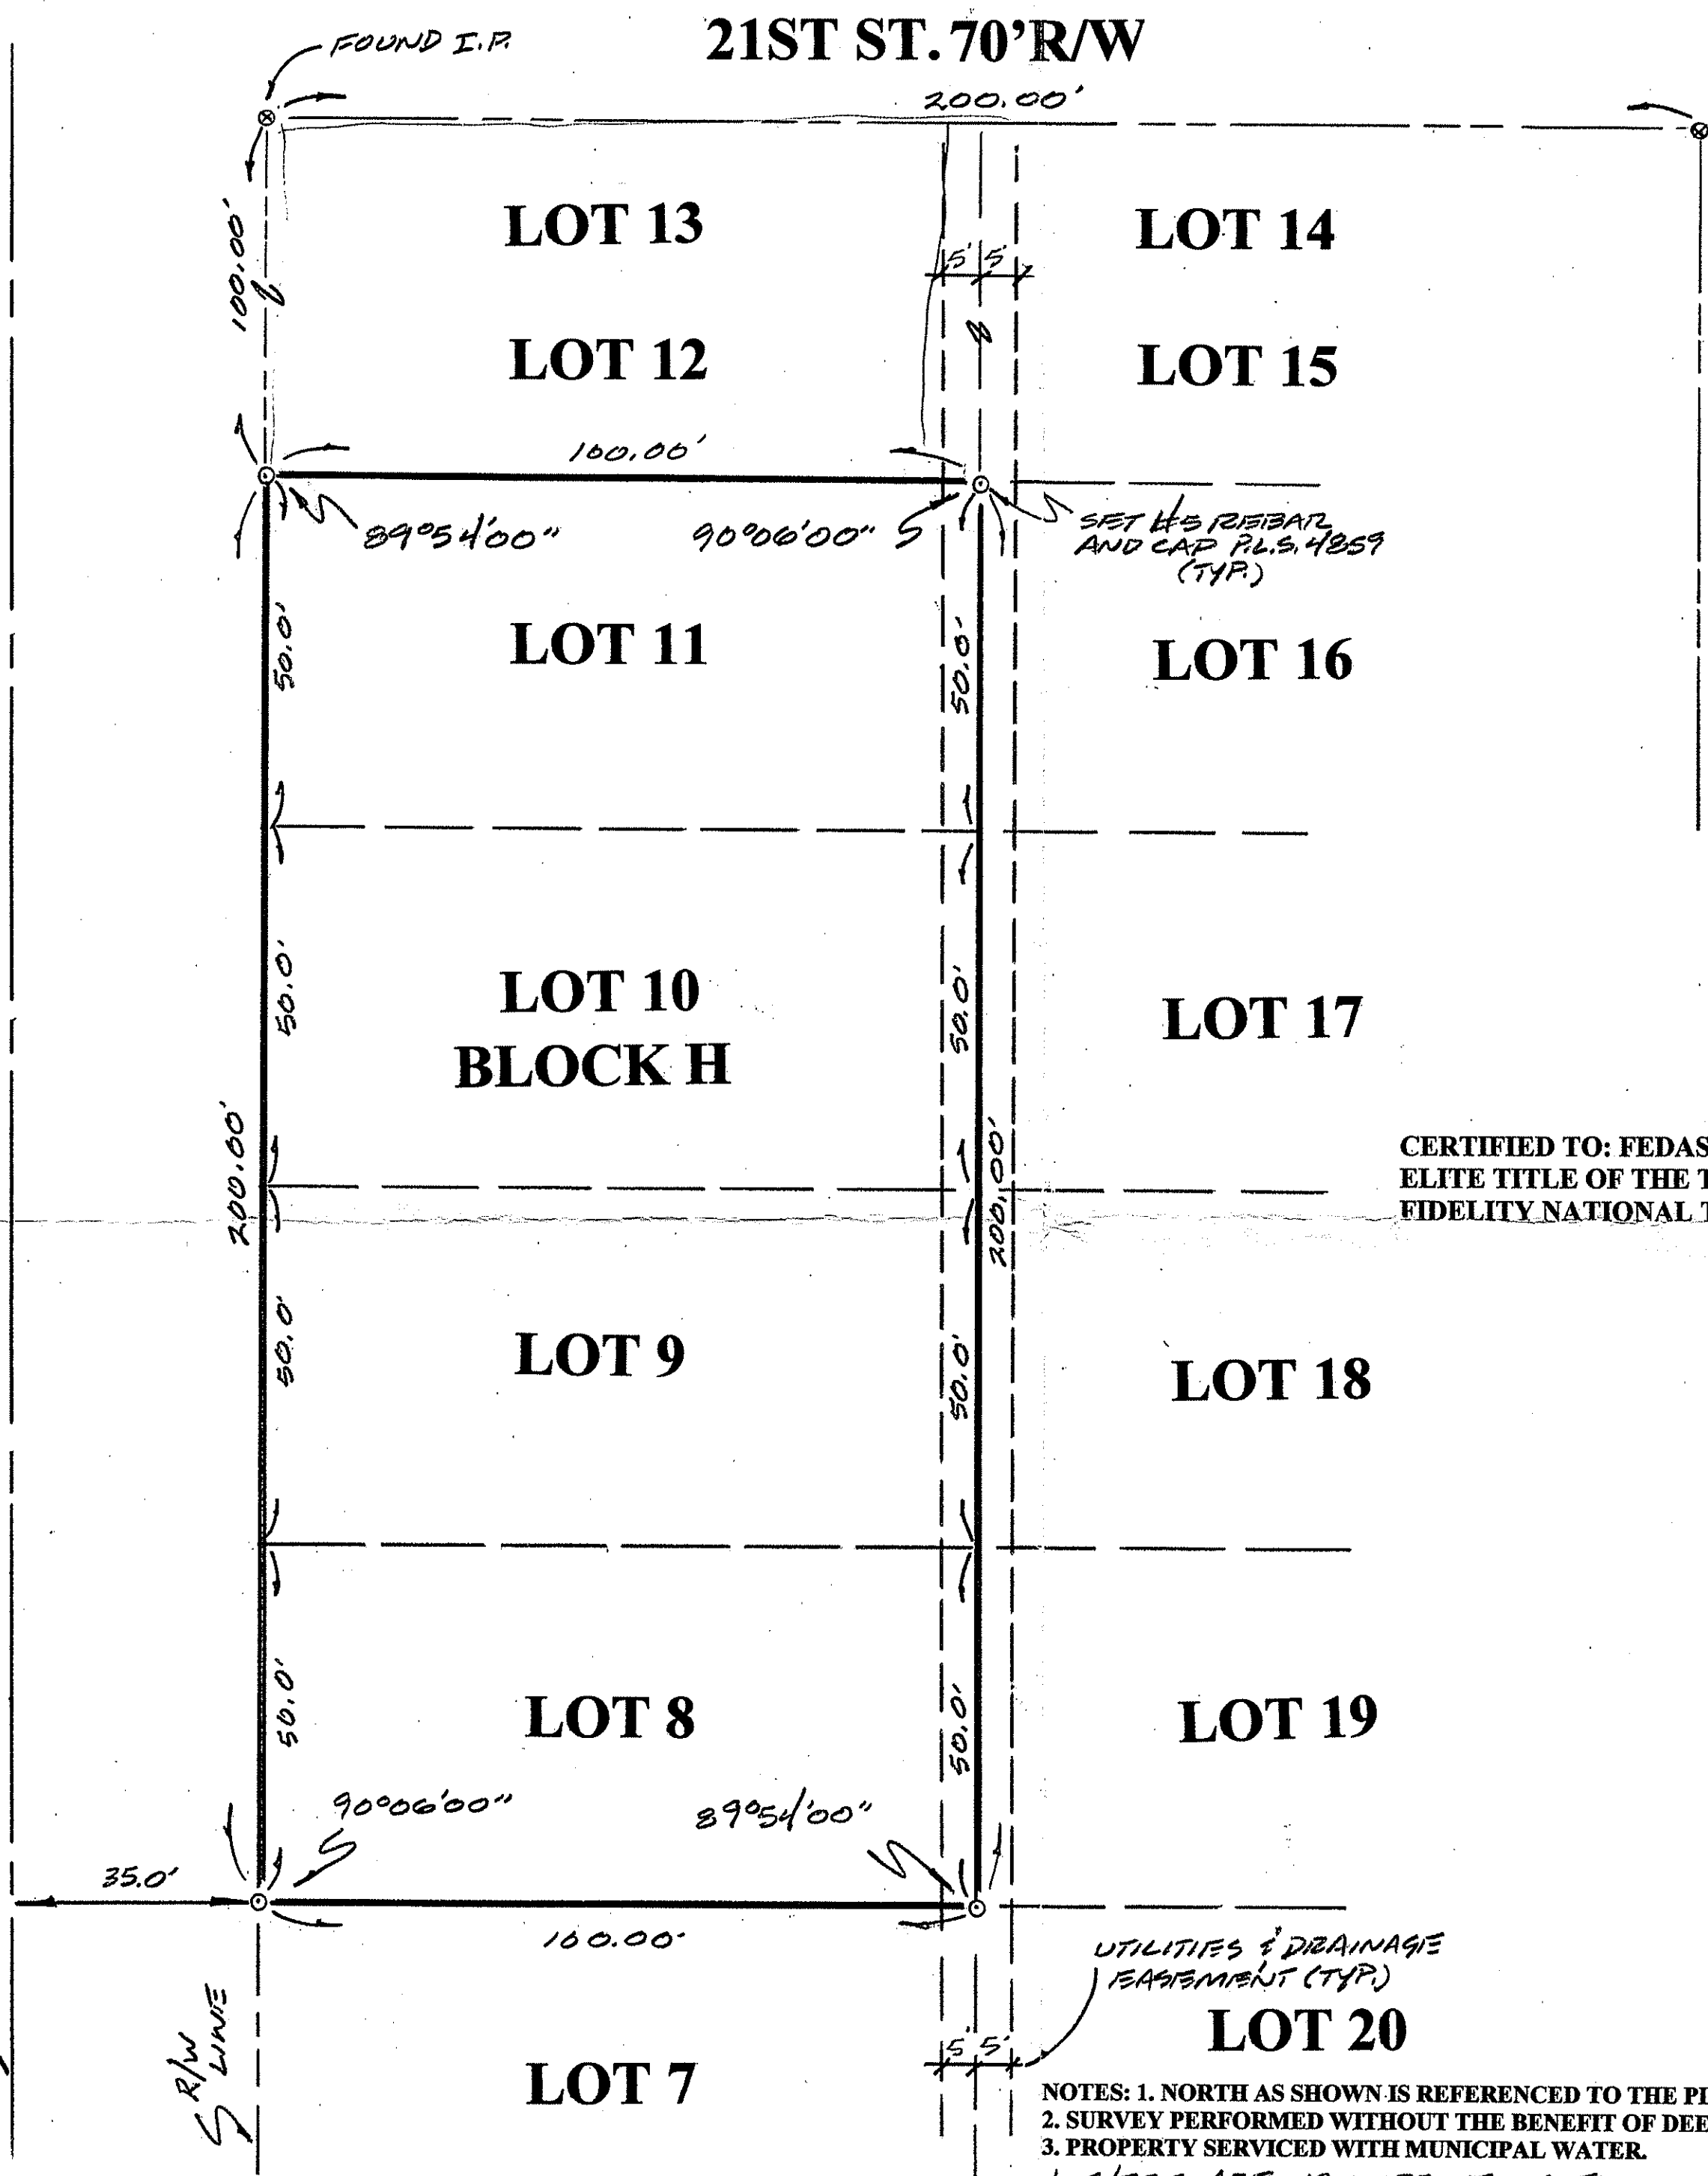 FOUND I.P.
21ST ST. 70'R/W
200.00'
100.00'
LOT 13
LOT 14
5' 5'
LOT 12
LOT 15
100.00'
89°54'00"
90°06'00"
SET #5 REBAR
AND CAP P.L.S. 4859
(TYP.)
50.0'
LOT 11
50.0'
LOT 16
50.0'
LOT 10
BLOCK H
50.0'
LOT 17
200.00'
200.00'
CERTIFIED TO: FEDAS
ELITE TITLE OF THE T
FIDELITY NATIONAL T
50.0'
LOT 9
50.0'
LOT 18
50.0'
LOT 8
50.0'
LOT 19
90°06'00"
89°54'00"
35.0'
100.00'
UTILITIES & DRAINAGE
EASEMENT (TYP.)
R/W
LINE
LOT 20
5' 5'
LOT 7
NOTES: 1. NORTH AS SHOWN IS REFERENCED TO THE PL
2. SURVEY PERFORMED WITHOUT THE BENEFIT OF DEE
3. PROPERTY SERVICED WITH MUNICIPAL WATER.